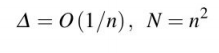 Δ = O(1/n), N = n²